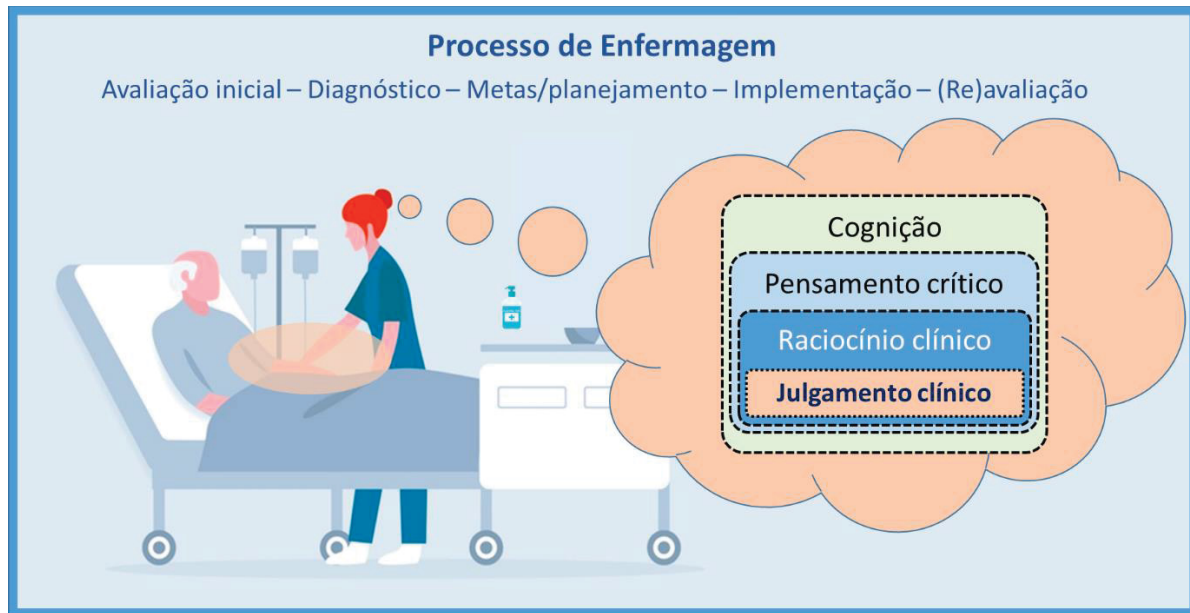 Processo de Enfermagem
Avaliação inicial – Diagnóstico – Metas/planejamento – Implementação – (Re)avaliação
Cognição
Pensamento crítico
Raciocínio clínico
Julgamento clínico